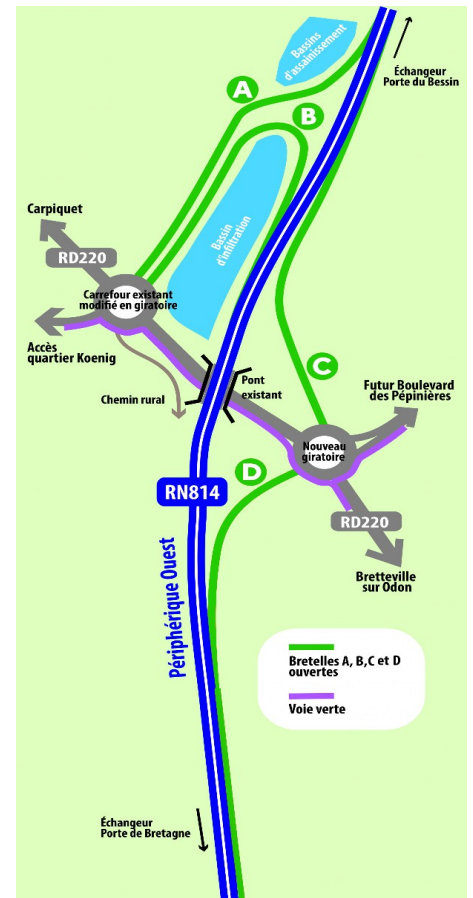 Bassins
d'assainissement
Échangeur
Porte du Bessin
A
B
Bassin
d'infiltration
Carpiquet
RD220
Carrefour existant
modifié en giratoire
Accès
quartier Koenig
Chemin rural
Pont
existant
C
Futur Boulevard
des Pépinières
Nouveau
giratoire
D
RN814
RD220
Bretteville
sur Odon
Périphérique Ouest
Bretelles A, B,C et D
ouvertes
Voie verte
Échangeur
Porte de Bretagne